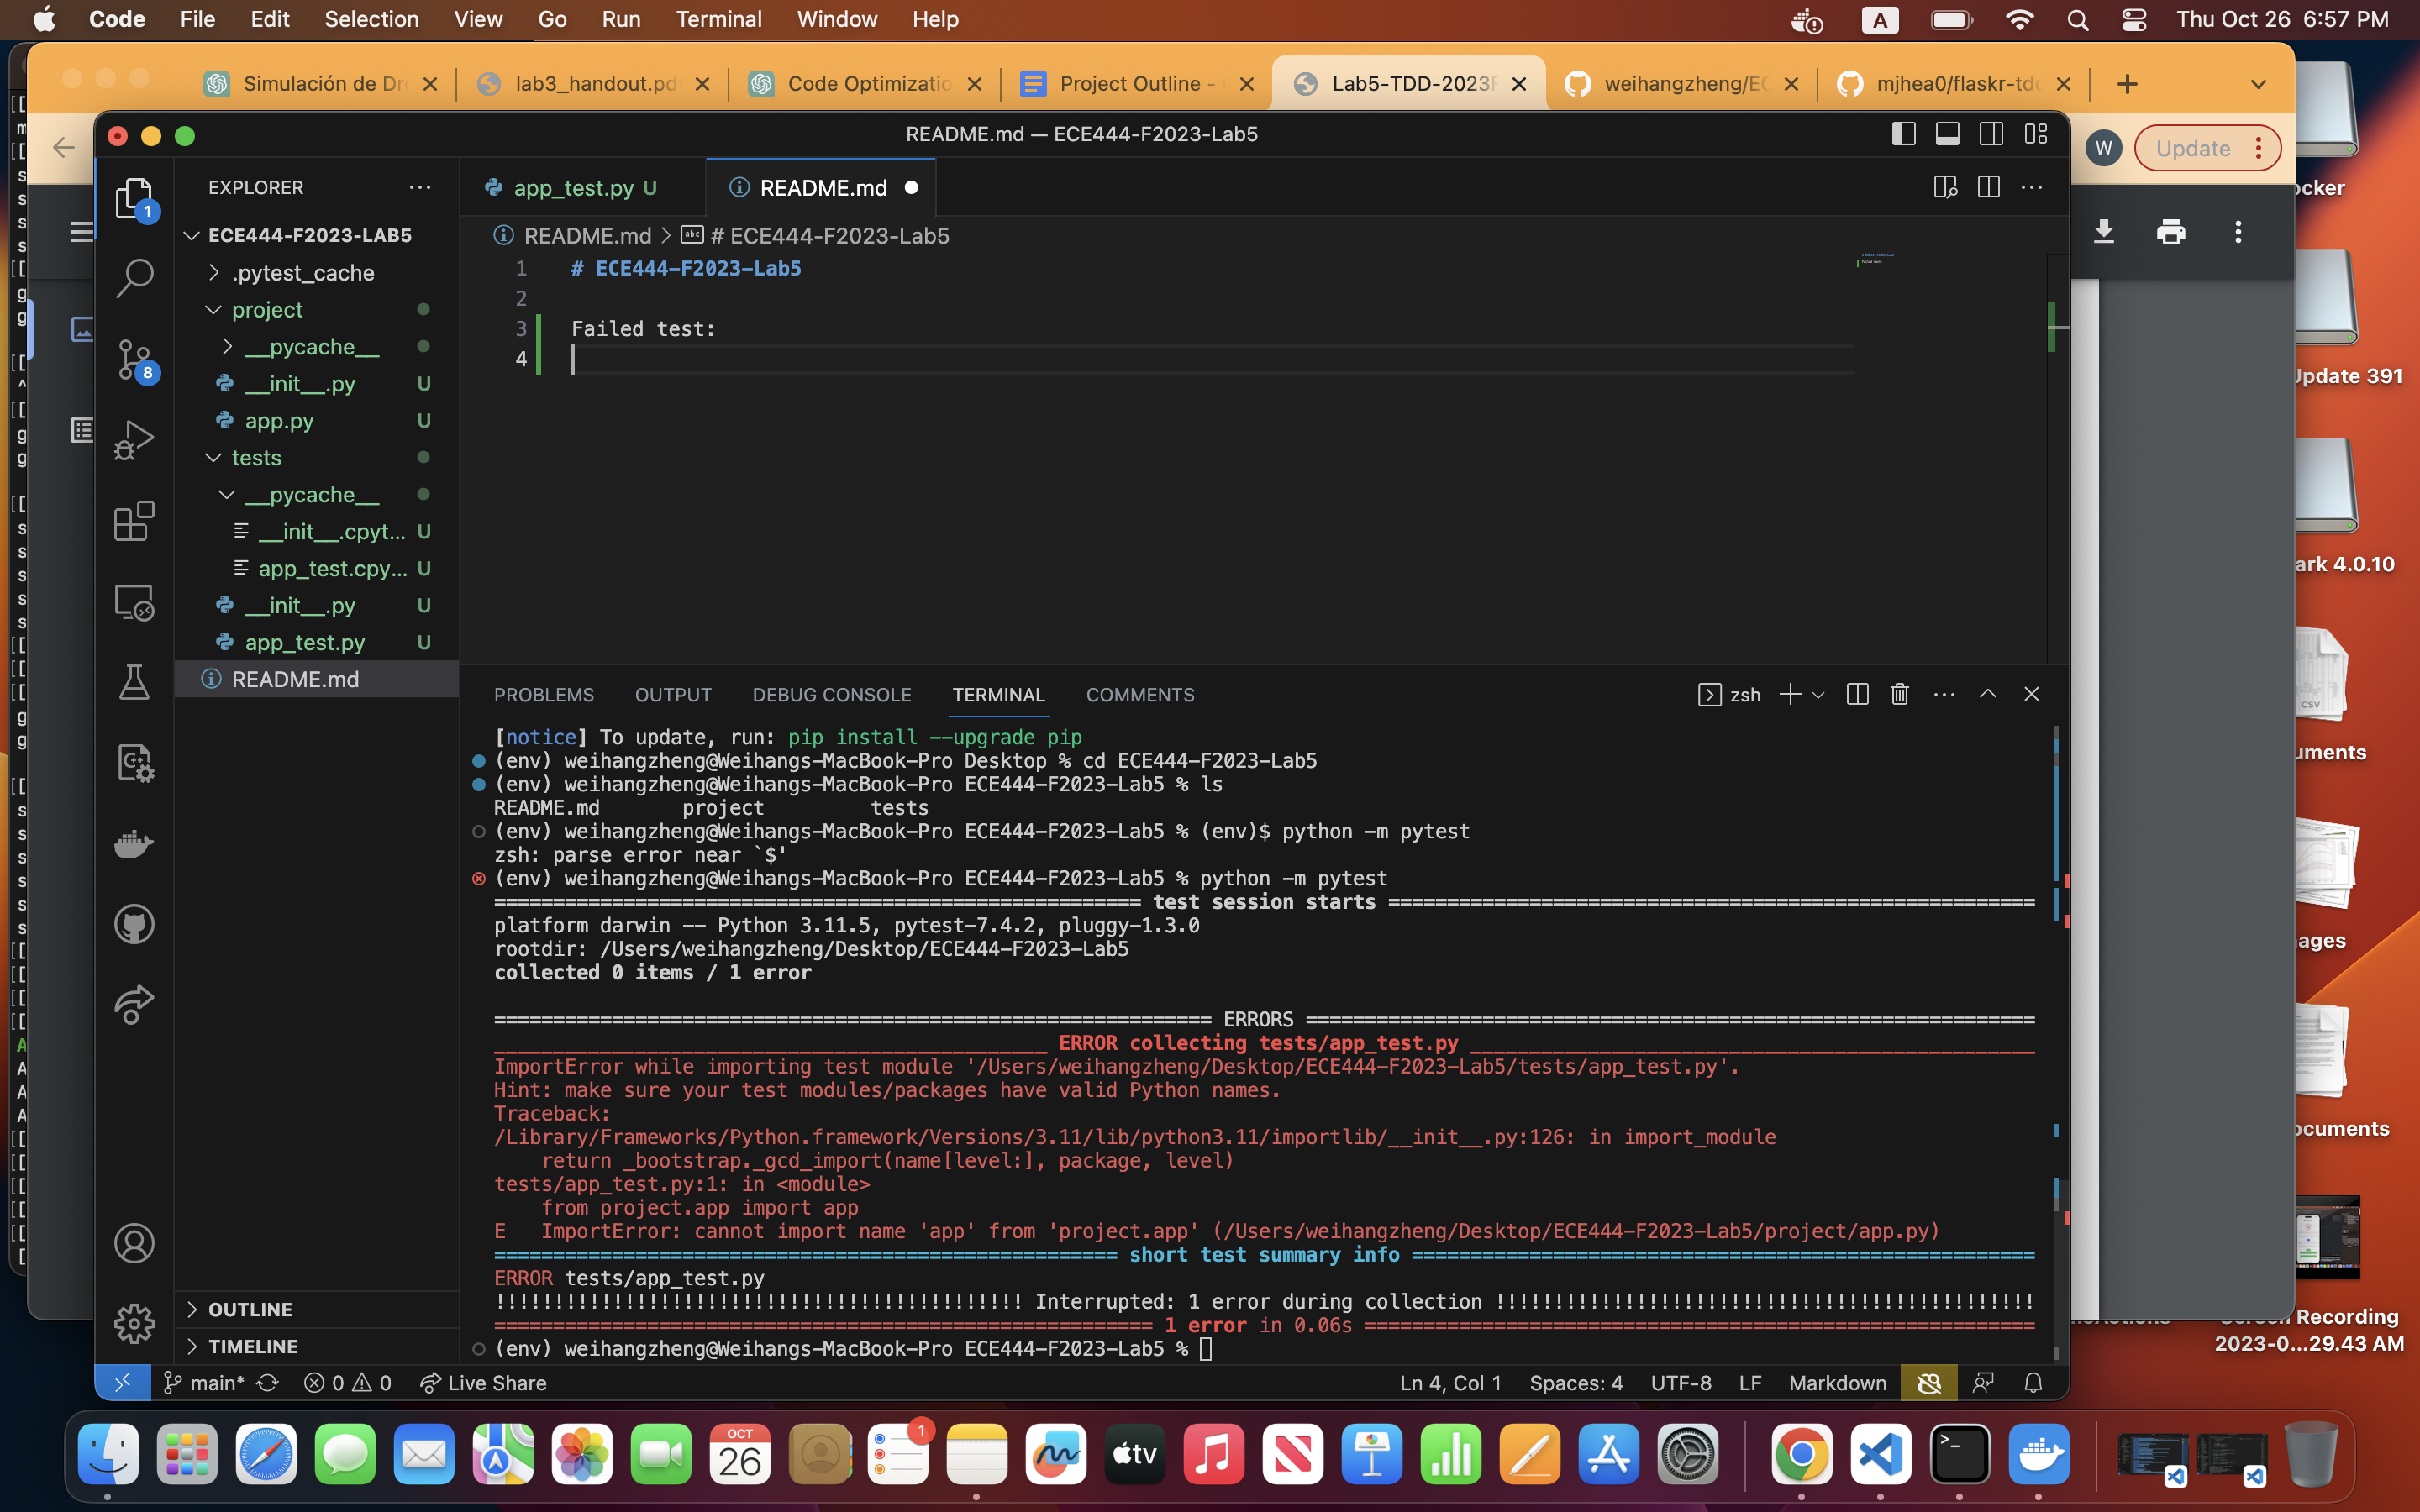 Code File Edit Selection View Go Run Terminal Window Help A Thu Oct 26 6:57 PM
Simulación de Dr lab3_handout.pd Code Optimizatio Project Outline - Lab5-TDD-2023F weihangzheng/EC mjhea0/flaskr-tdd
W Update
README.md — ECE444-F2023-Lab5
EXPLORER
ECE444-F2023-LAB5
.pytest_cache
project
__pycache__
__init__.py U
app.py U
tests
__pycache__
__init__.cpyt... U
app_test.cpy... U
__init__.py U
app_test.py U
README.md
OUTLINE
TIMELINE
1
8
app_test.py U README.md
README.md > # ECE444-F2023-Lab5
1 # ECE444-F2023-Lab5
2
3 Failed test:
4
PROBLEMS OUTPUT DEBUG CONSOLE TERMINAL COMMENTS zsh
[notice] To update, run: pip install --upgrade pip
(env) weihangzheng@Weihangs-MacBook-Pro Desktop % cd ECE444-F2023-Lab5
(env) weihangzheng@Weihangs-MacBook-Pro ECE444-F2023-Lab5 % ls
README.md project tests
(env) weihangzheng@Weihangs-MacBook-Pro ECE444-F2023-Lab5 % (env)$ python -m pytest
zsh: parse error near `$'
(env) weihangzheng@Weihangs-MacBook-Pro ECE444-F2023-Lab5 % python -m pytest
test session starts
platform darwin -- Python 3.11.5, pytest-7.4.2, pluggy-1.3.0
rootdir: /Users/weihangzheng/Desktop/ECE444-F2023-Lab5
collected 0 items / 1 error
ERRORS
ERROR collecting tests/app_test.py
ImportError while importing test module '/Users/weihangzheng/Desktop/ECE444-F2023-Lab5/tests/app_test.py'.
Hint: make sure your test modules/packages have valid Python names.
Traceback:
/Library/Frameworks/Python.framework/Versions/3.11/lib/python3.11/importlib/__init__.py:126: in import_module
return _bootstrap._gcd_import(name[level:], package, level)
tests/app_test.py:1: in <module>
from project.app import app
E ImportError: cannot import name 'app' from 'project.app' (/Users/weihangzheng/Desktop/ECE444-F2023-Lab5/project/app.py)
short test summary info
ERROR tests/app_test.py
!!!!!!!!!!!!!!!!!!!!!!!!!!!!!!!!!!!!!!!!!!!!! Interrupted: 1 error during collection !!!!!!!!!!!!!!!!!!!!!!!!!!!!!!!!!!!!!!!!!!!!!!
1 error in 0.06s
(env) weihangzheng@Weihangs-MacBook-Pro ECE444-F2023-Lab5 %
main* 0 0 Live Share Ln 4, Col 1 Spaces: 4 UTF-8 LF Markdown
ocker
Update 391
ark 4.0.10
CSV
uments
ages
ocuments
Screen Recording
2023-0...29.43 AM
OCT
26
1
tv